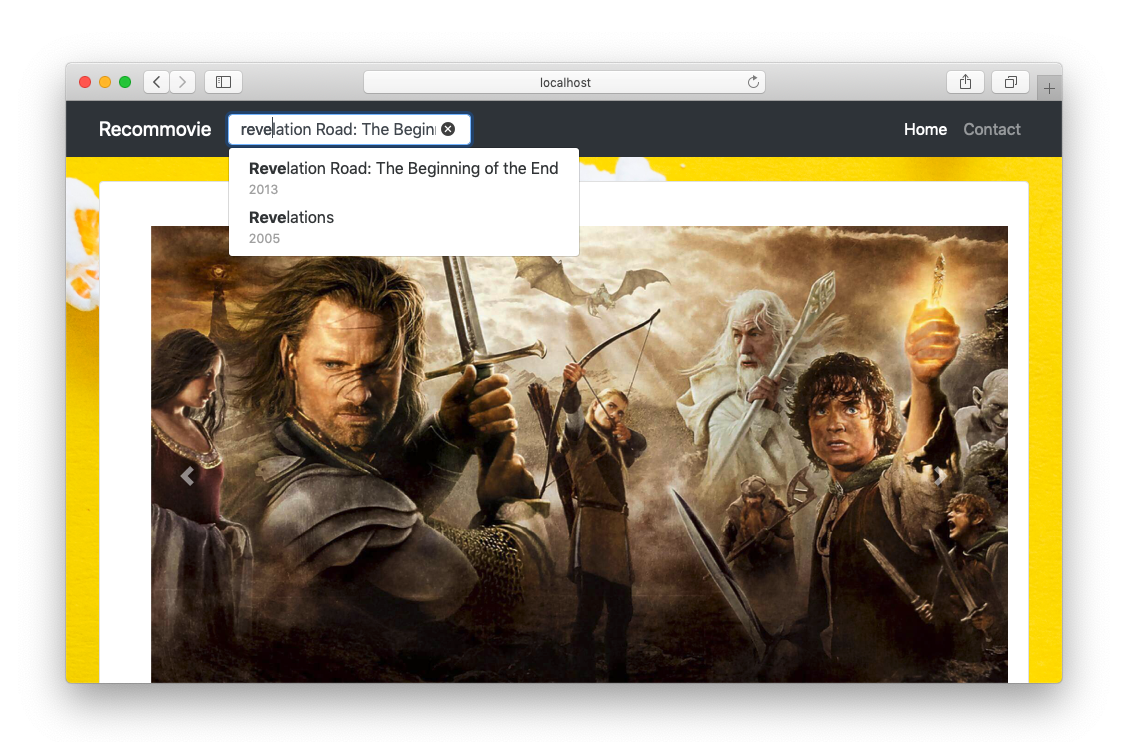 localhost
Recommovie
revelation Road: The Begin
Home
Contact
Revelation Road: The Beginning of the End
2013
Revelations
2005